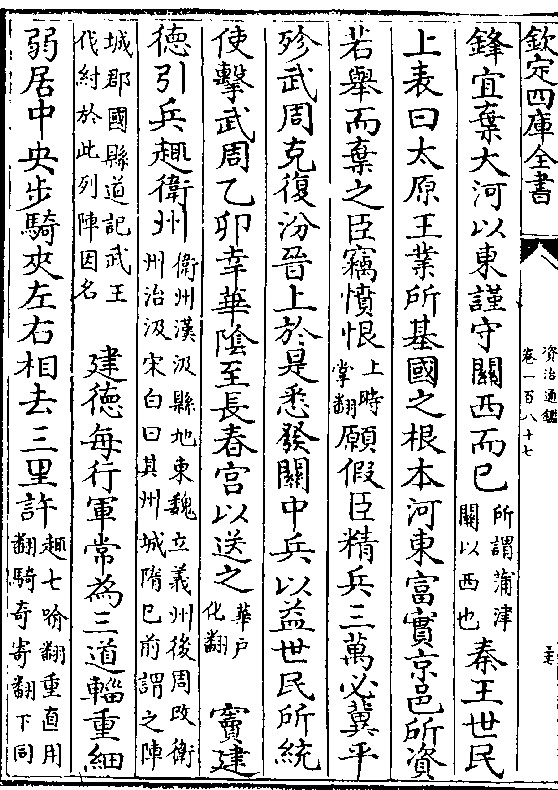 欽定四庫全書
資治通鑑
卷一百八十七
鋒宜棄大河以東謹守關西而已所謂蒲津關以西也秦王世民
上表曰太原王業所基國之根本河東富實京邑所資
若舉而棄之臣竊憤恨上時掌翻願假臣精兵三萬必冀平
殄武周克復汾晉上於是悉發關中兵以益世民所統
使擊武周乙卯幸華隂至長春宫以送之華戶化翻竇建
德引兵趣衛州衛州漢汲縣地東魏立義州後周改衛州治汲宋白曰其州城隋已前謂之陣
城郡國縣道記武王伐紂於此列陣因名建德每行軍常為三道輜重細
弱居中央步騎夾左右相去三里許趣七喻翻重直用翻騎奇寄翻下同